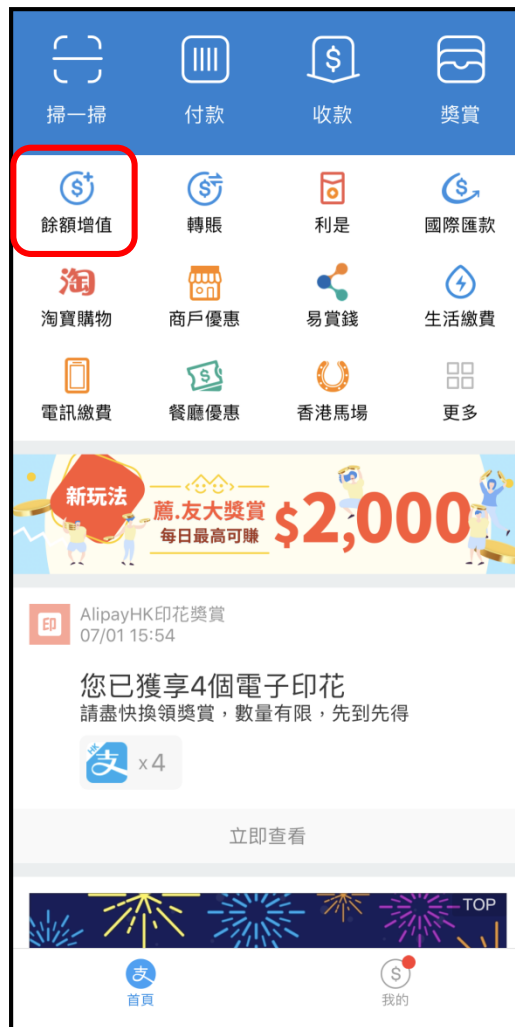 掃一掃 付款 收款 獎賞
餘額增值 轉賬 利是 國際匯款
淘
淘寶購物 商戶優惠 易賞錢 生活繳費
電訊繳費 餐廳優惠 香港馬場 更多
新玩法
薦.友大獎賞
每日最高可賺
$2,000
印
AlipayHK印花獎賞
07/01 15:54
您已獲享4個電子印花
請盡快換領獎賞，數量有限，先到先得
HK
支 x4
立即查看
TOP
支
首頁
我的